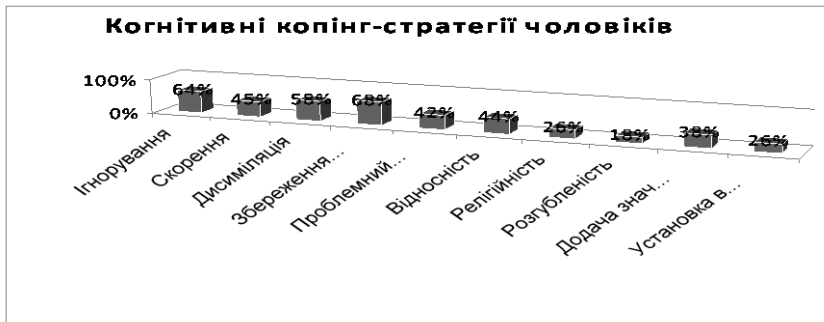 Когнітивні копінг-стратегії чоловіків
100%
0%
64%
45%
58%
68%
42%
44%
26%
18%
38%
26%
Ігнорування
Скорення
Дисиміляція
Збереження...
Проблемний...
Відносність
Релігійність
Розгубленість
Додача знач...
Установка в...